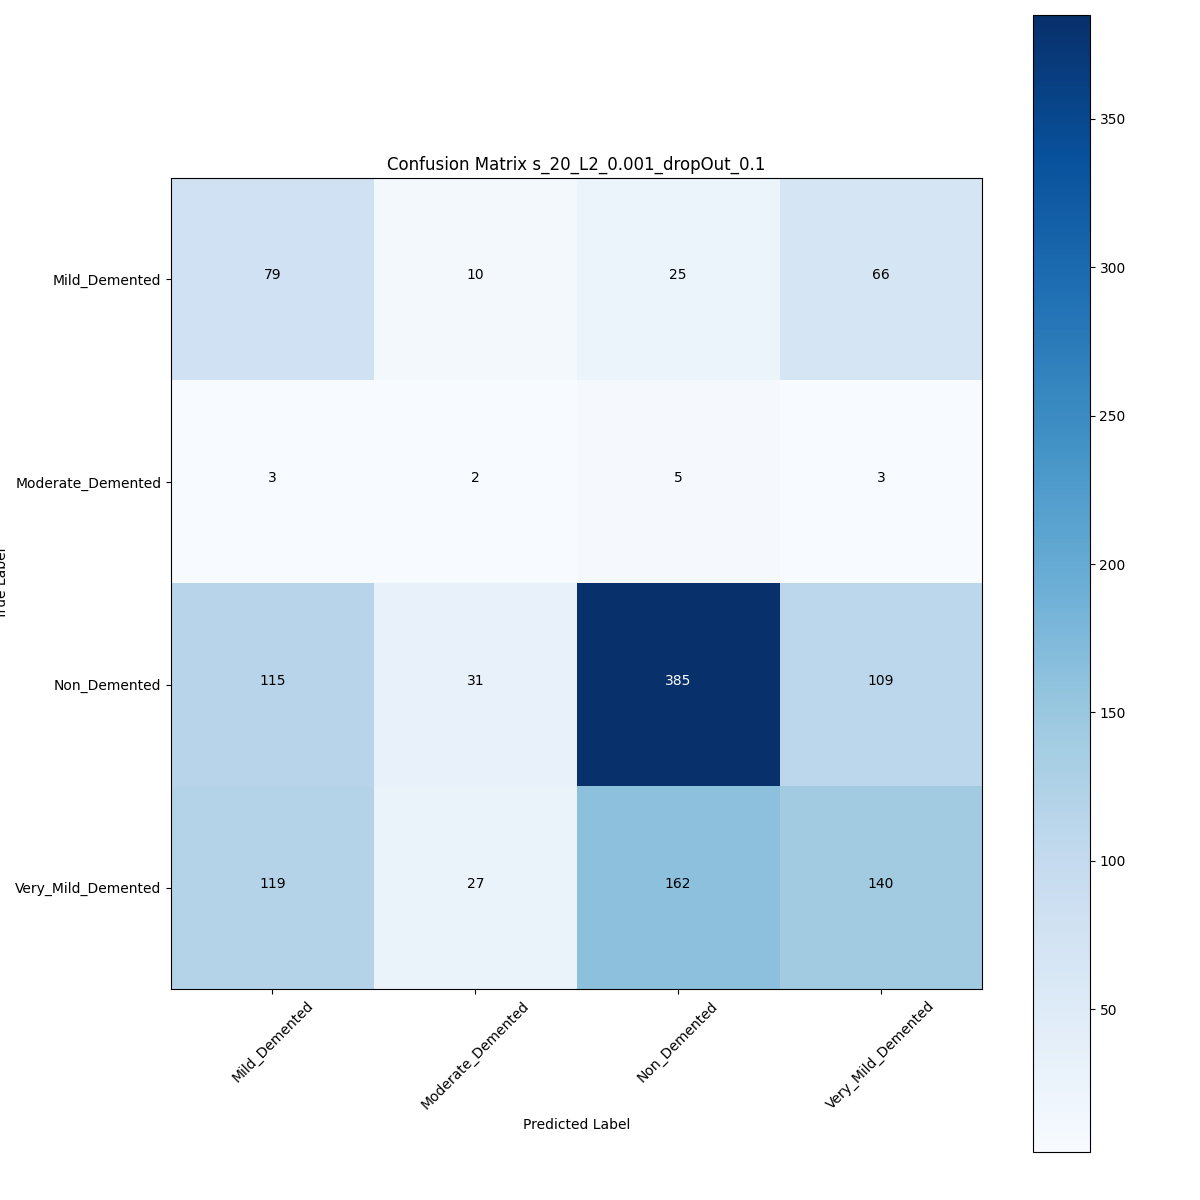 Confusion Matrix s_20_L2_0.001_dropOut_0.1
350
300
250
200
150
100
50
Mild_Demented
79 10 25 66
Moderate_Demented
3 2 5 3
Non_Demented
115 31 385 109
Very_Mild_Demented
119 27 162 140
Mild_Demented
Moderate_Demented
Non_Demented
Very_Mild_Demented
Predicted Label